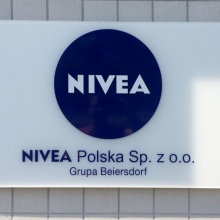 NIVEA
NIVEA Polska Sp. z o.o.
Grupa Beiersdorf